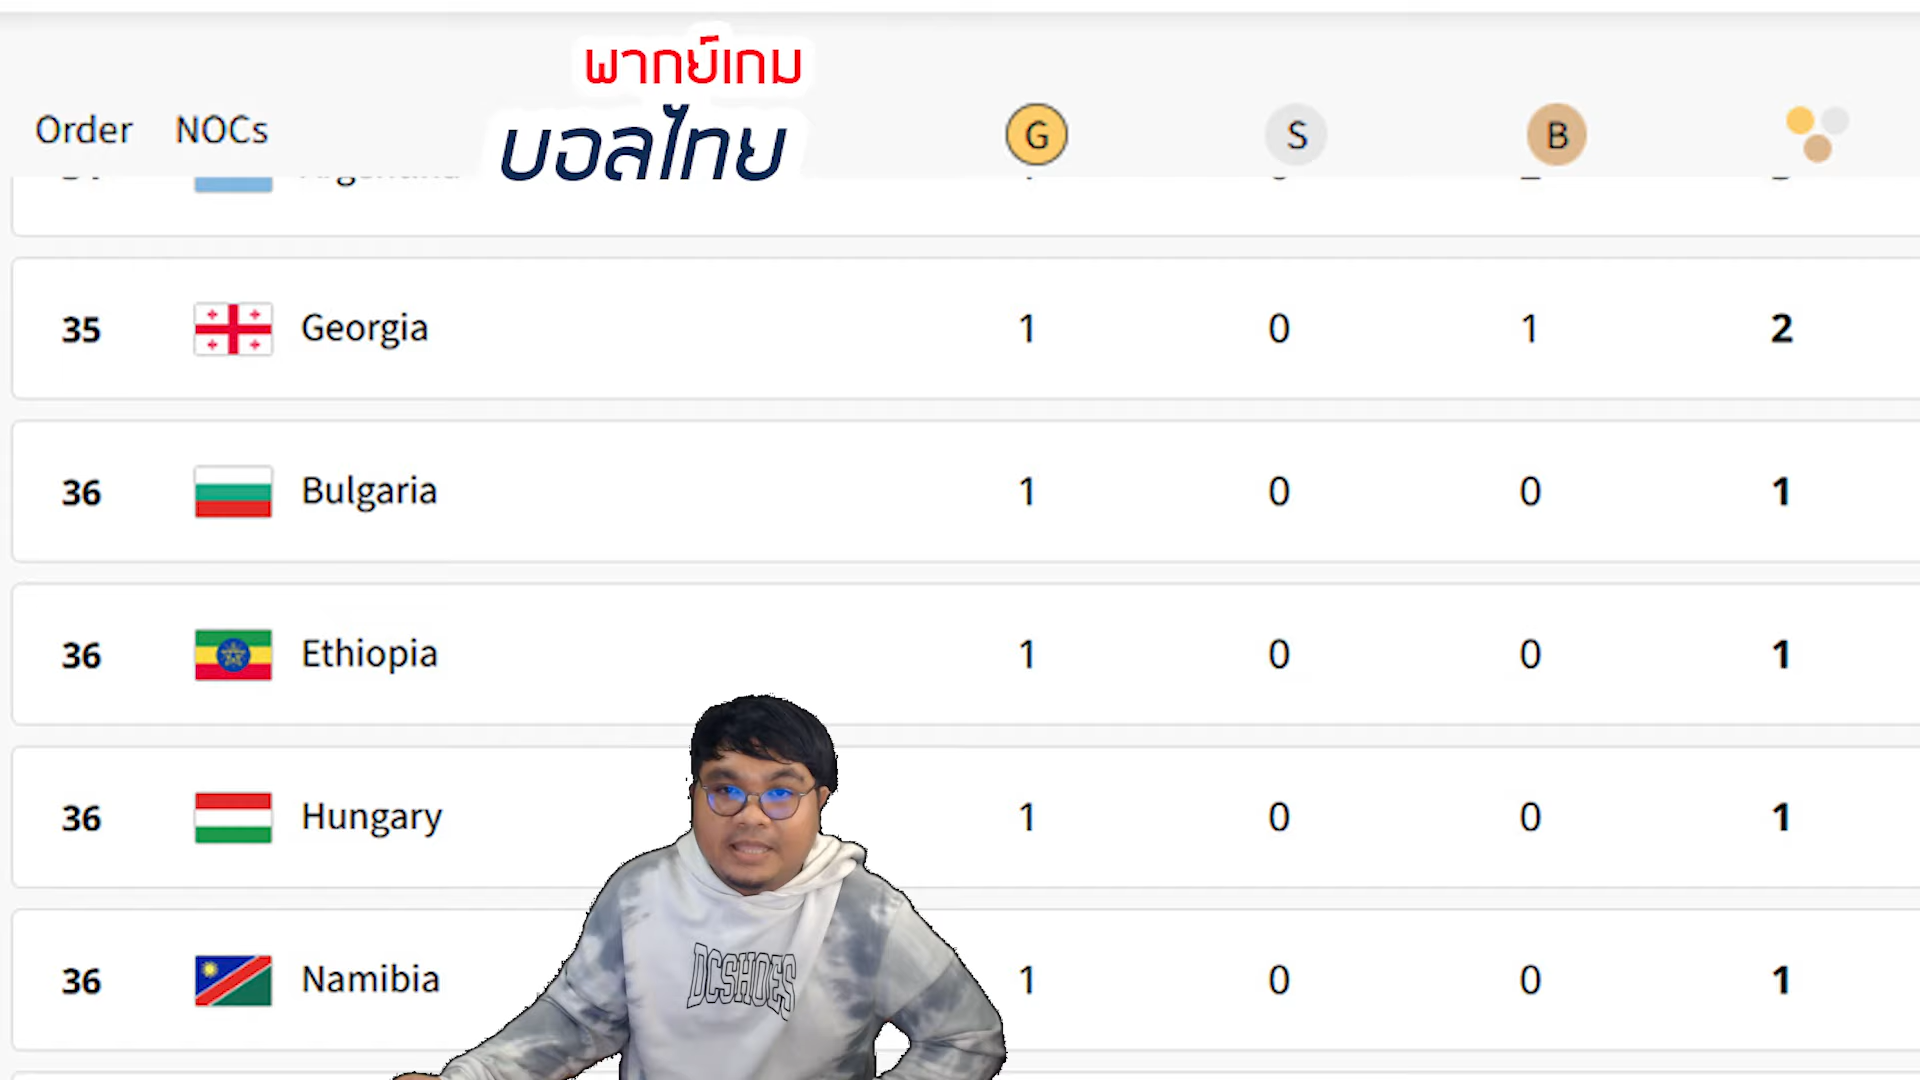 พากย์เกม
บอลไทย
Order NOCs G S B
35 Georgia 1 0 1 2
36 Bulgaria 1 0 0 1
36 Ethiopia 1 0 0 1
36 Hungary 1 0 0 1
36 Namibia 1 0 0 1
DCSHOES